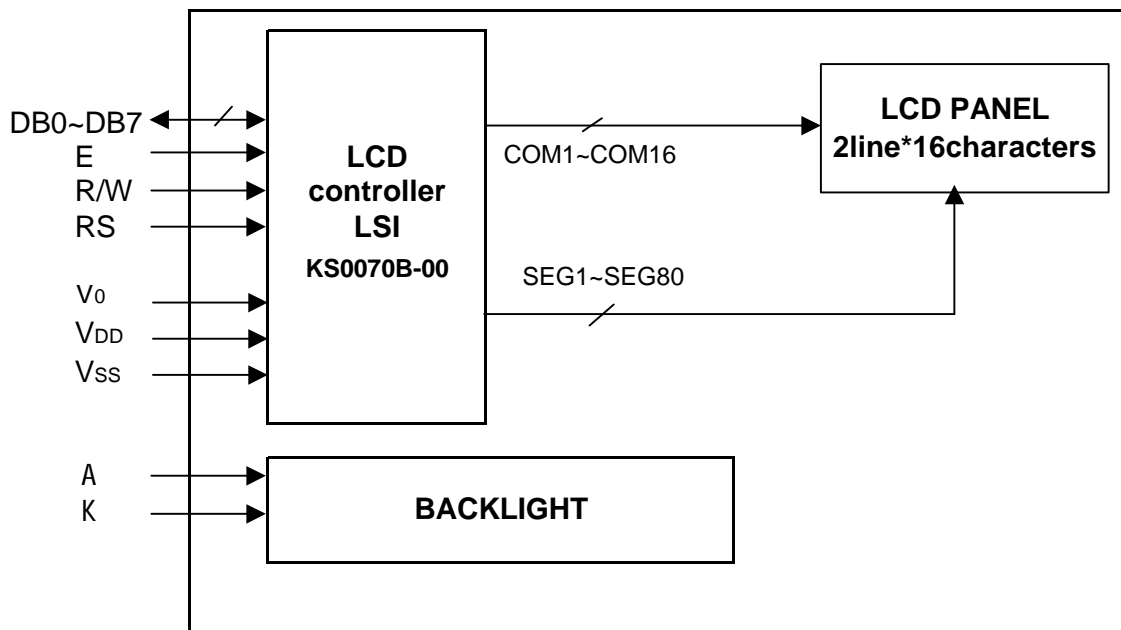 DB0~DB7
E
R/W
RS
V0
VDD
VSS
A
K
LCD
controller
LSI
KS0070B-00
COM1~COM16
SEG1~SEG80
LCD PANEL
2line*16characters
BACKLIGHT